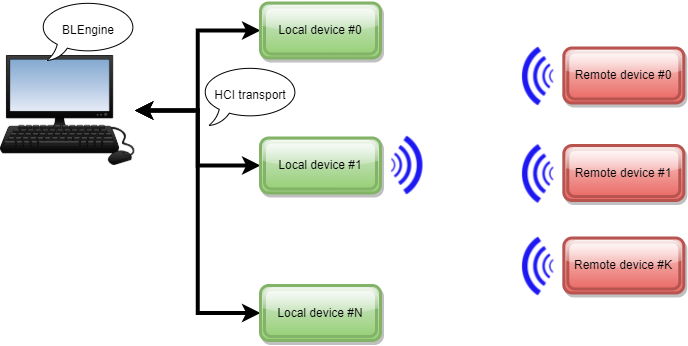 BLEngine
Local device #0
Remote device #0
HCI transport
Local device #1
Remote device #1
Remote device #K
Local device #N